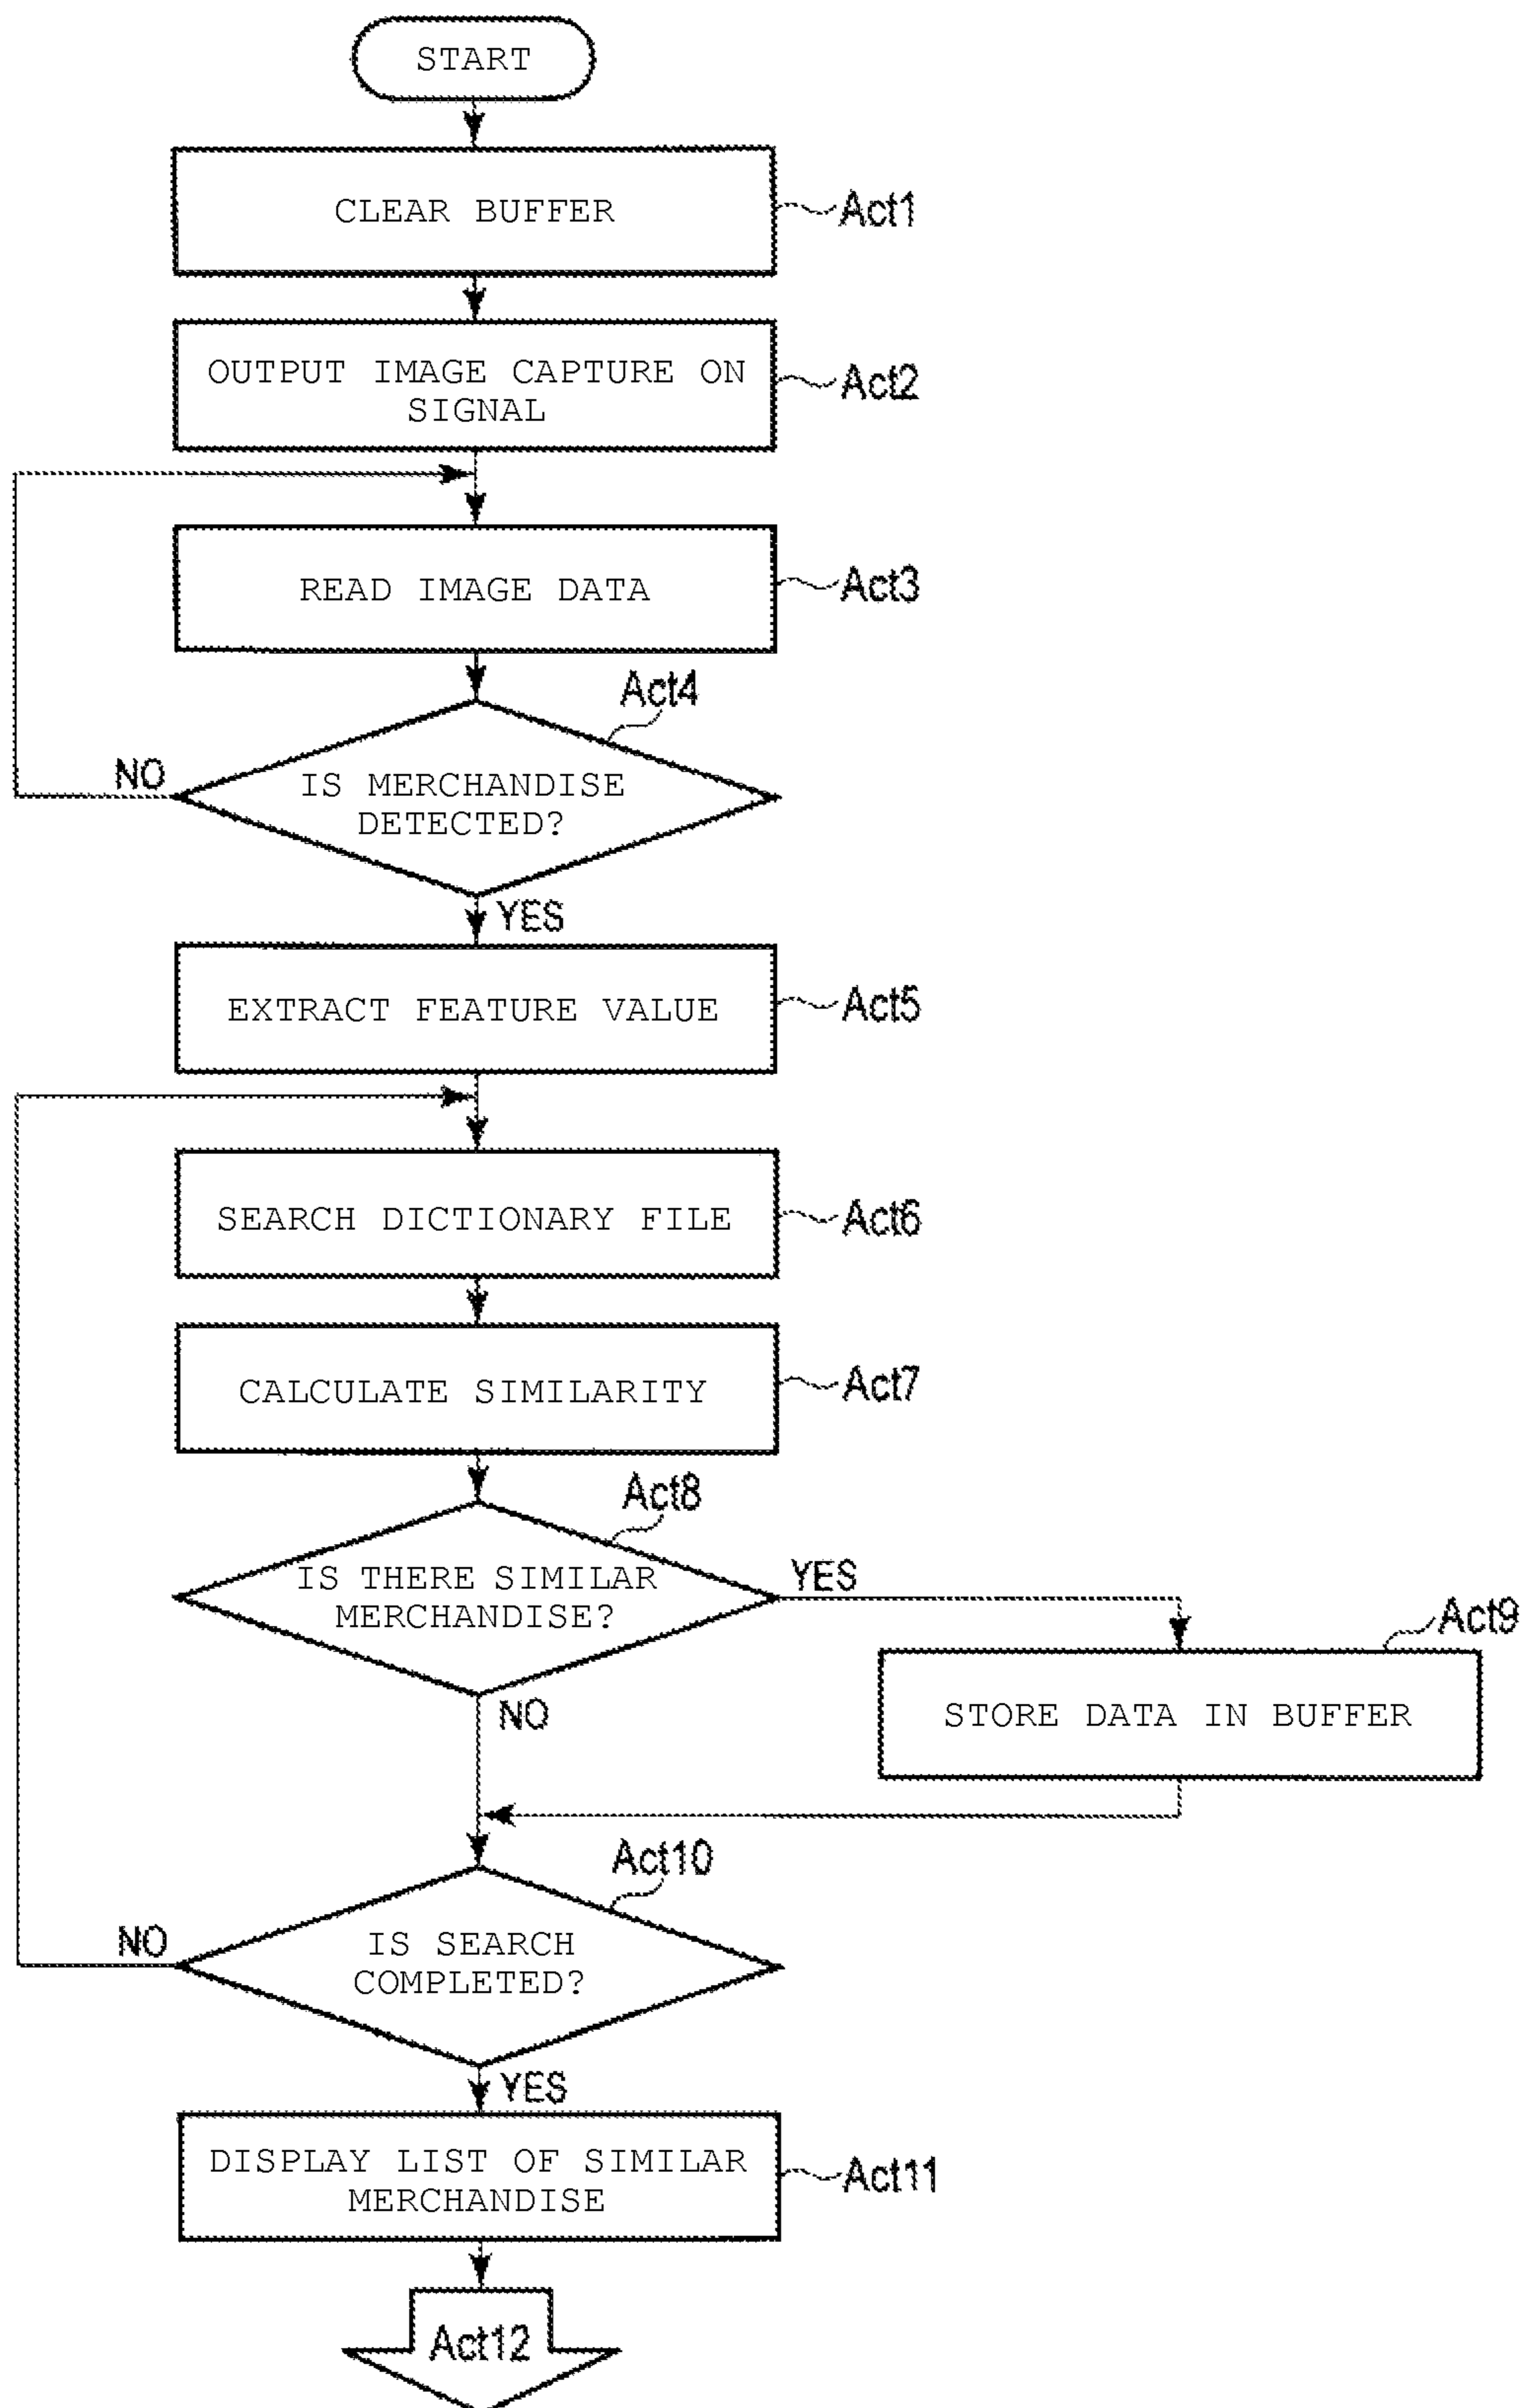 START
CLEAR BUFFER
Act1
OUTPUT IMAGE CAPTURE ON
SIGNAL
Act2
READ IMAGE DATA
Act3
Act4
NO
IS MERCHANDISE
DETECTED?
YES
EXTRACT FEATURE VALUE
Act5
SEARCH DICTIONARY FILE
Act6
CALCULATE SIMILARITY
Act7
Act8
IS THERE SIMILAR
MERCHANDISE?
YES
Act9
NO
STORE DATA IN BUFFER
Act10
NO
IS SEARCH
COMPLETED?
YES
DISPLAY LIST OF SIMILAR
MERCHANDISE
Act11
Act12